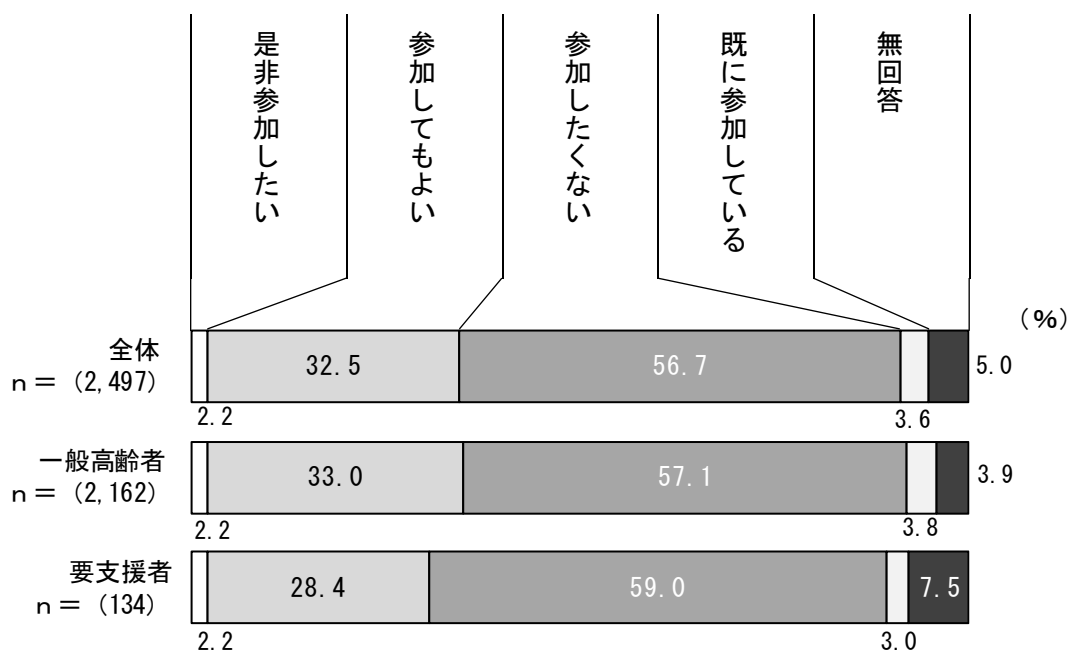 是非参加したい
参加してもよい
参加したくない
既に参加している
無回答
(%)
全体
n=(2,497)
32.5
56.7
5.0
2.2
3.6
一般高齢者
n=(2,162)
33.0
57.1
3.9
2.2
3.8
要支援者
n=(134)
28.4
59.0
7.5
2.2
3.0